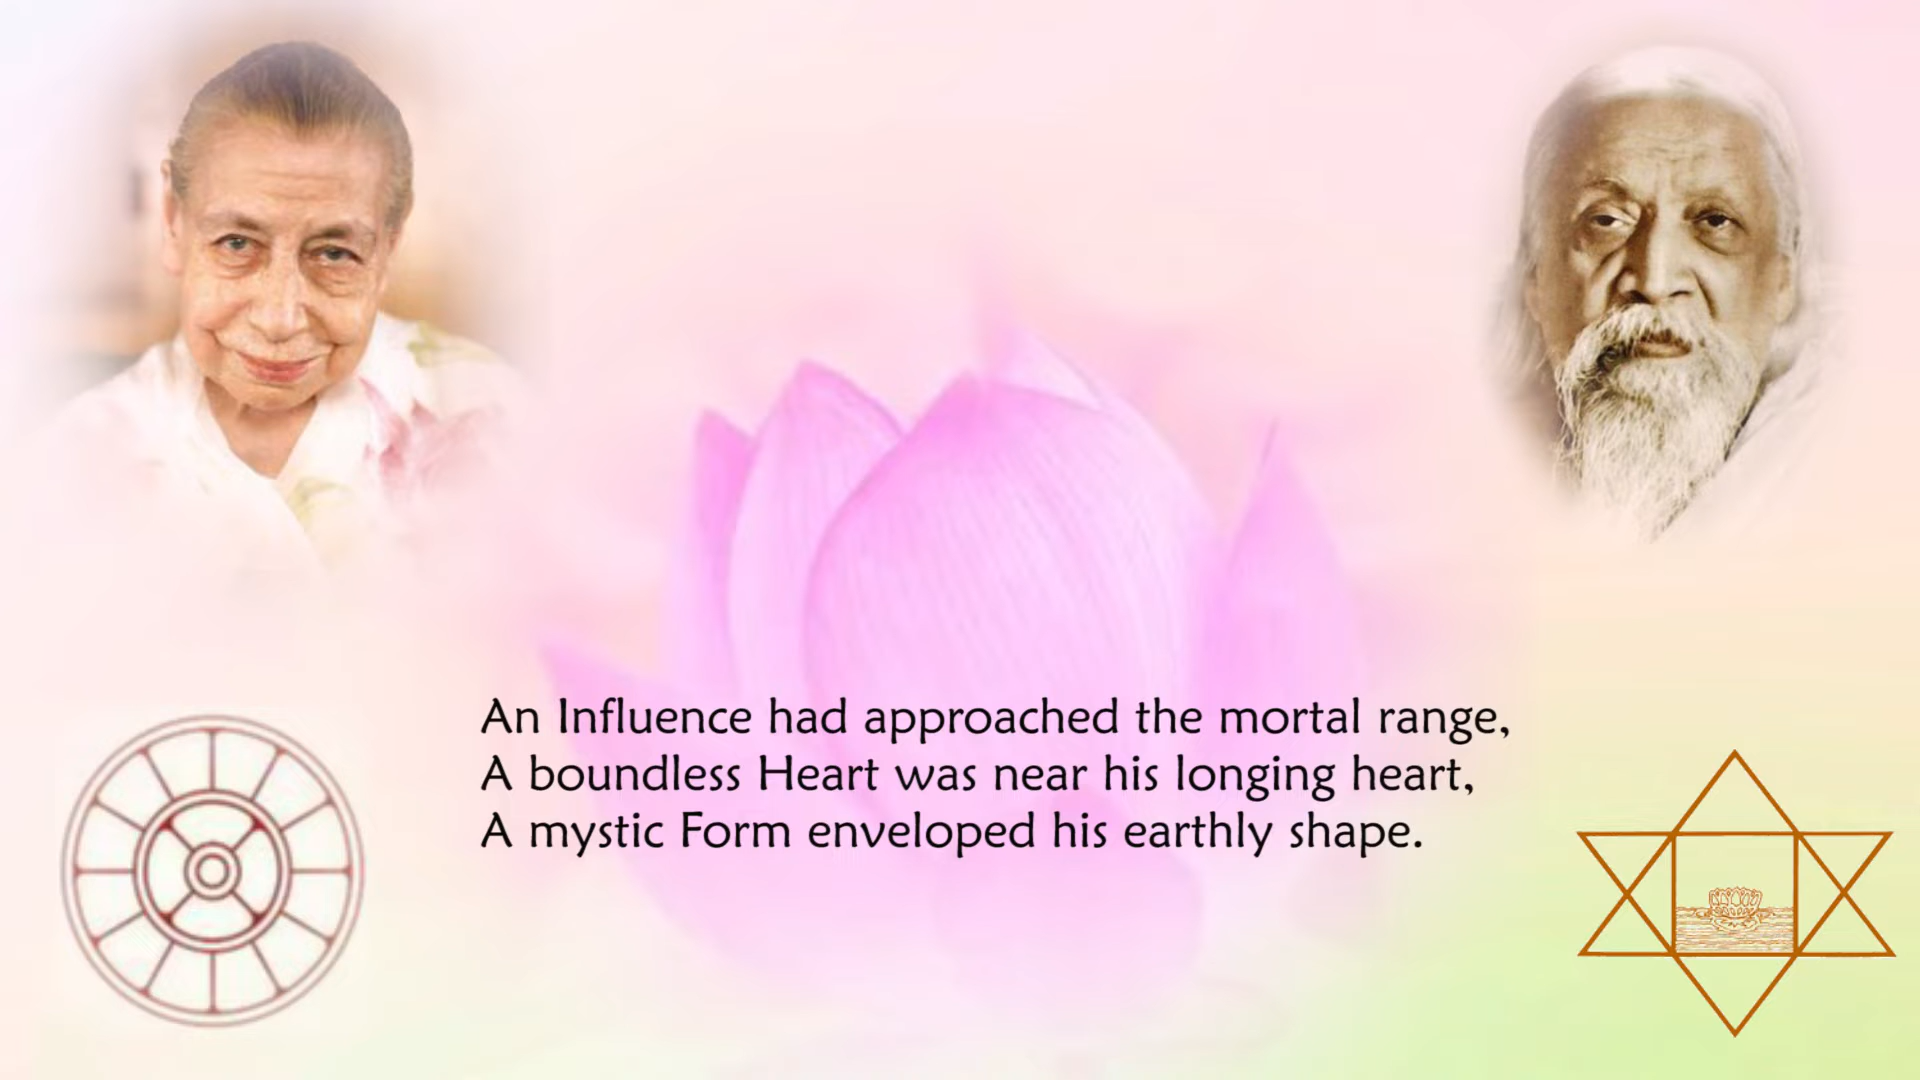 An Influence had approached the mortal range,
A boundless Heart was near his longing heart,
A mystic Form enveloped his earthly shape.